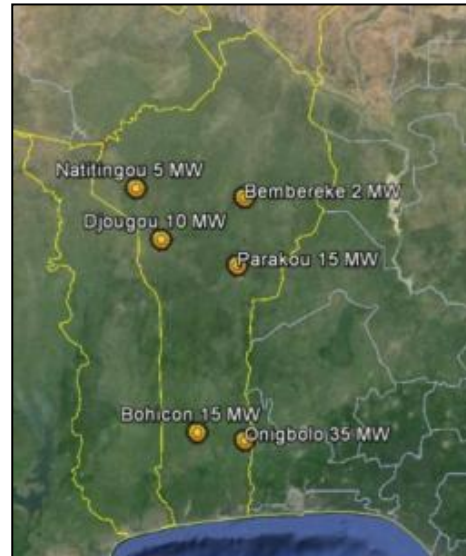 Natitingou 5 MW
Bembereke 2 MW
Djougou 10 MW
Parakou 15 MW
Bohicon 15 MW
Onigbolo 35 MW